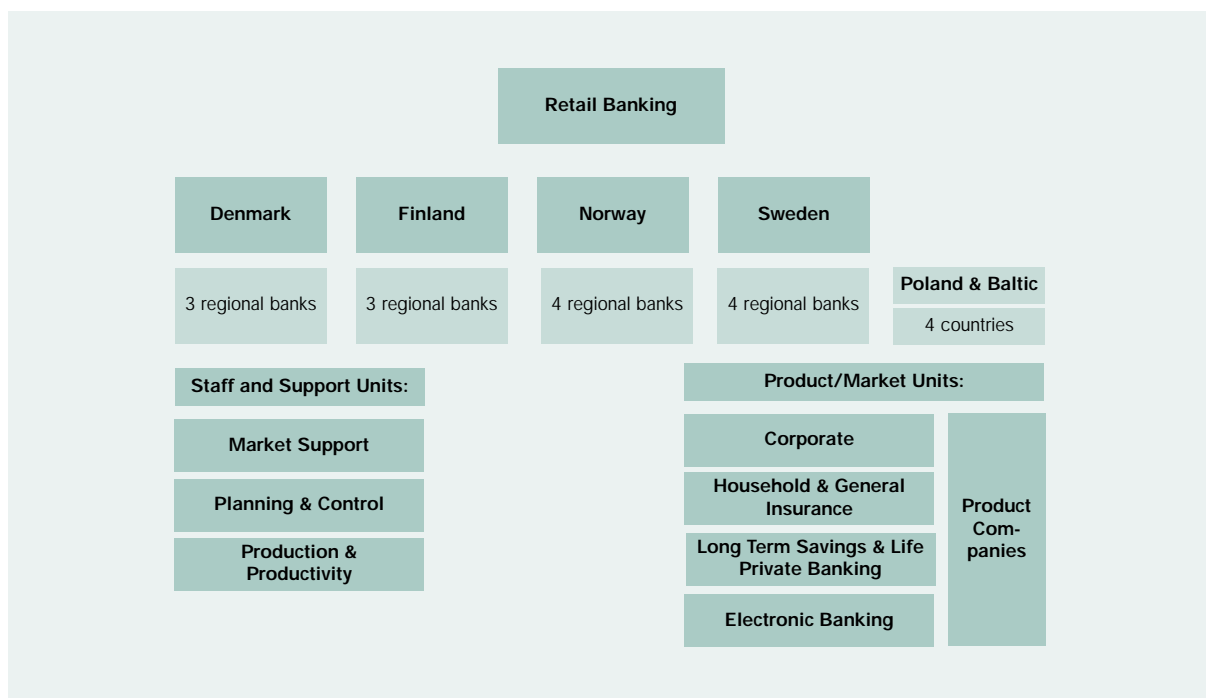 Retail Banking
Denmark
Finland
Norway
Sweden
3 regional banks
3 regional banks
4 regional banks
4 regional banks
Poland & Baltic
4 countries
Staff and Support Units:
Market Support
Planning & Control
Production &
Productivity
Product/Market Units:
Corporate
Household & General
Insurance
Long Term Savings & Life
Private Banking
Electronic Banking
Product
Com-
panies